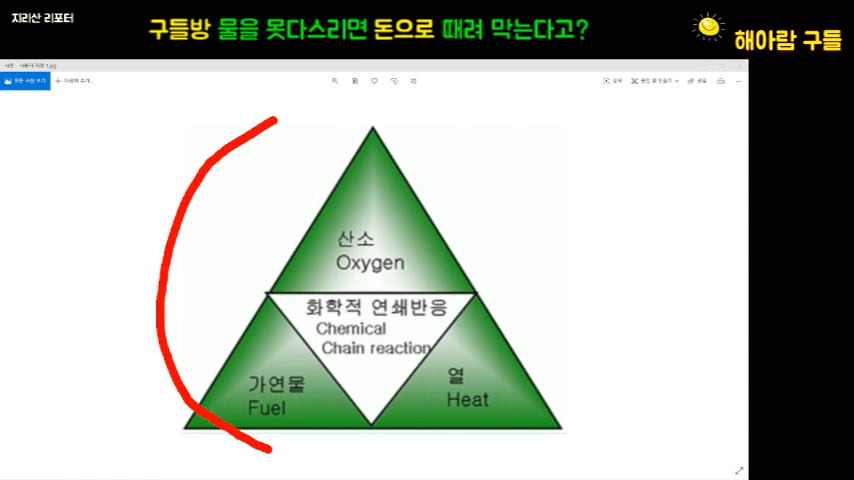 지리산 리포터
구들방 물을 못다스리면 돈으로 때려 막는다고?
해아람 구들
산소
Oxygen
화학적 연쇄반응
Chemical
Chain reaction
가연물
Fuel
열
Heat